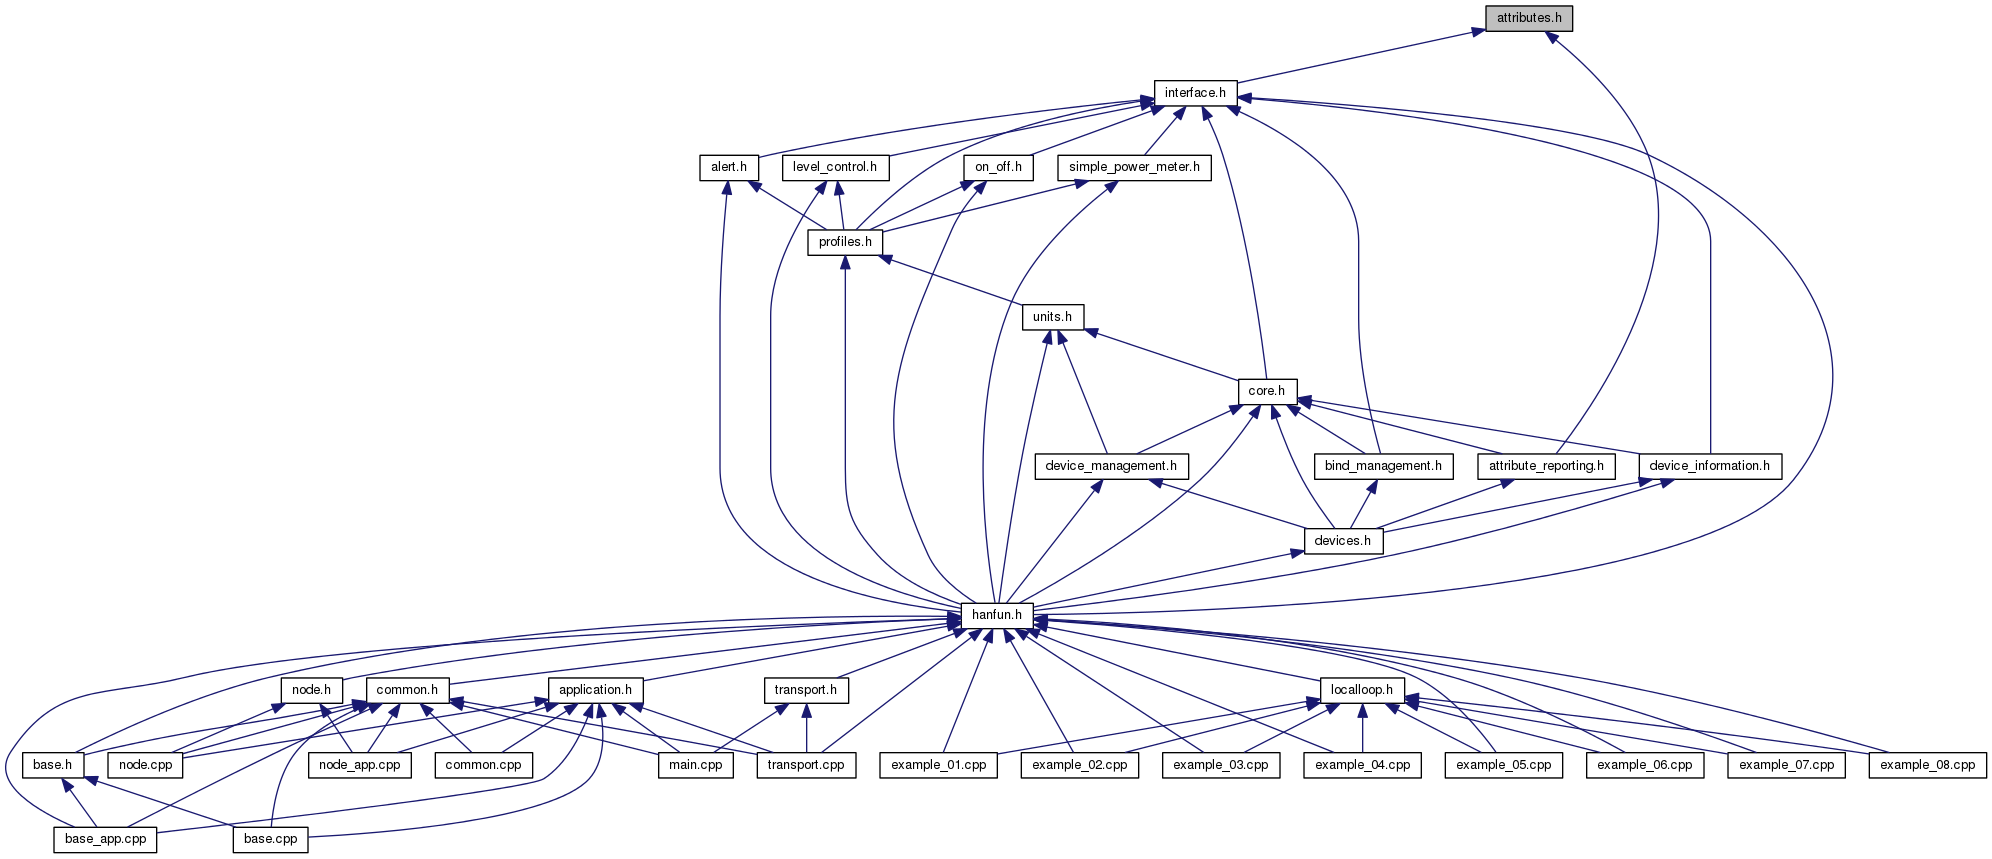 attributes.h
interface.h
alert.h
level_control.h
on_off.h
simple_power_meter.h
profiles.h
units.h
core.h
device_management.h
bind_management.h
attribute_reporting.h
device_information.h
devices.h
hanfun.h
node.h
common.h
application.h
transport.h
localloop.h
base.h
node.cpp
node_app.cpp
common.cpp
main.cpp
transport.cpp
example_01.cpp
example_02.cpp
example_03.cpp
example_04.cpp
example_05.cpp
example_06.cpp
example_07.cpp
example_08.cpp
base_app.cpp
base.cpp